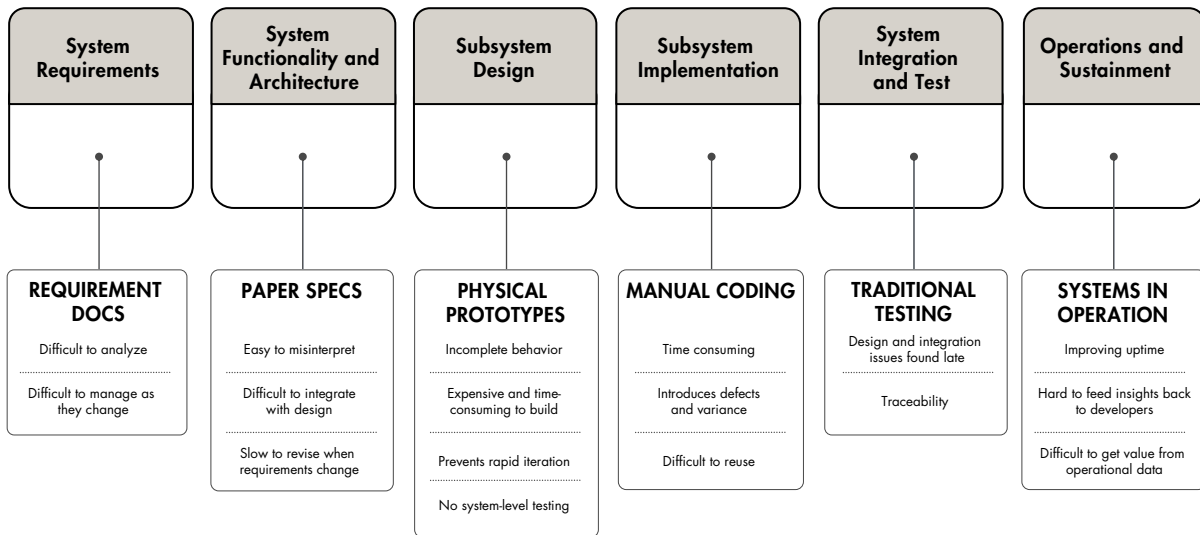 System
Requirements
System
Functionality and
Architecture
Subsystem
Design
Subsystem
Implementation
System
Integration
and Test
Operations and
Sustainment
REQUIREMENT
DOCS
Difficult to analyze
Difficult to manage as
they change
PAPER SPECS
Easy to misinterpret
Difficult to integrate
with design
Slow to revise when
requirements change
PHYSICAL
PROTOTYPES
Incomplete behavior
Expensive and time-
consuming to build
Prevents rapid iteration
No system-level testing
MANUAL CODING
Time consuming
Introduces defects
and variance
Difficult to reuse
TRADITIONAL
TESTING
Design and integration
issues found late
Traceability
SYSTEMS IN
OPERATION
Improving uptime
Hard to feed insights back
to developers
Difficult to get value from
operational data